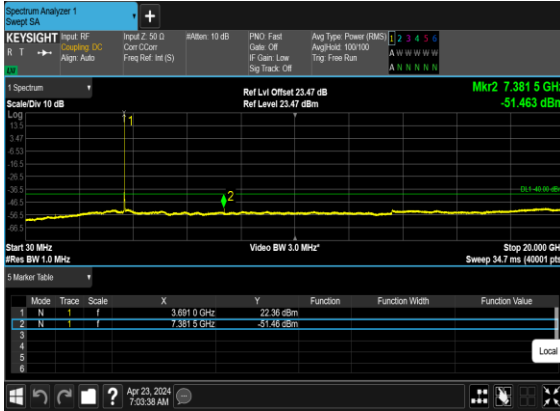 Spectrum Analyzer 1
Swept SA
+
KEYSIGHT Input: RF Input Z: 50 Ω #Atten: 10 dB PNO: Fast Avg Type: Power (RMS) 1 2 3 4 5 6
R T Coupling: DC Corr CCorr Gate: Off Avg|Hold: 100/100 A W W W W W
Align: Auto Freq Ref: Int (S) IF Gain: Low Trig: Free Run
Sig Track: Off A N N N N N
1 Spectrum Ref Lvl Offset 23.47 dB Mkr2 7.381 5 GHz
Scale/Div 10 dB Ref Level 23.47 dBm -51.463 dBm
Log
13.5
3.47
-6.53
-16.5
-26.5
-36.5
-46.5
-56.5
-66.5
1
2
DL1 -40.00 dBm
Start 30 MHz Video BW 3.0 MHz* Stop 20.000 GHz
#Res BW 1.0 MHz Sweep 34.7 ms (40001 pts)
5 Marker Table
Mode Trace Scale X Y Function Function Width Function Value
1 N 1 f 3.691 0 GHz 22.36 dBm
2 N 1 f 7.381 5 GHz -51.46 dBm
3
4
5
6
Local
?
Apr 23, 2024
7:03:38 AM